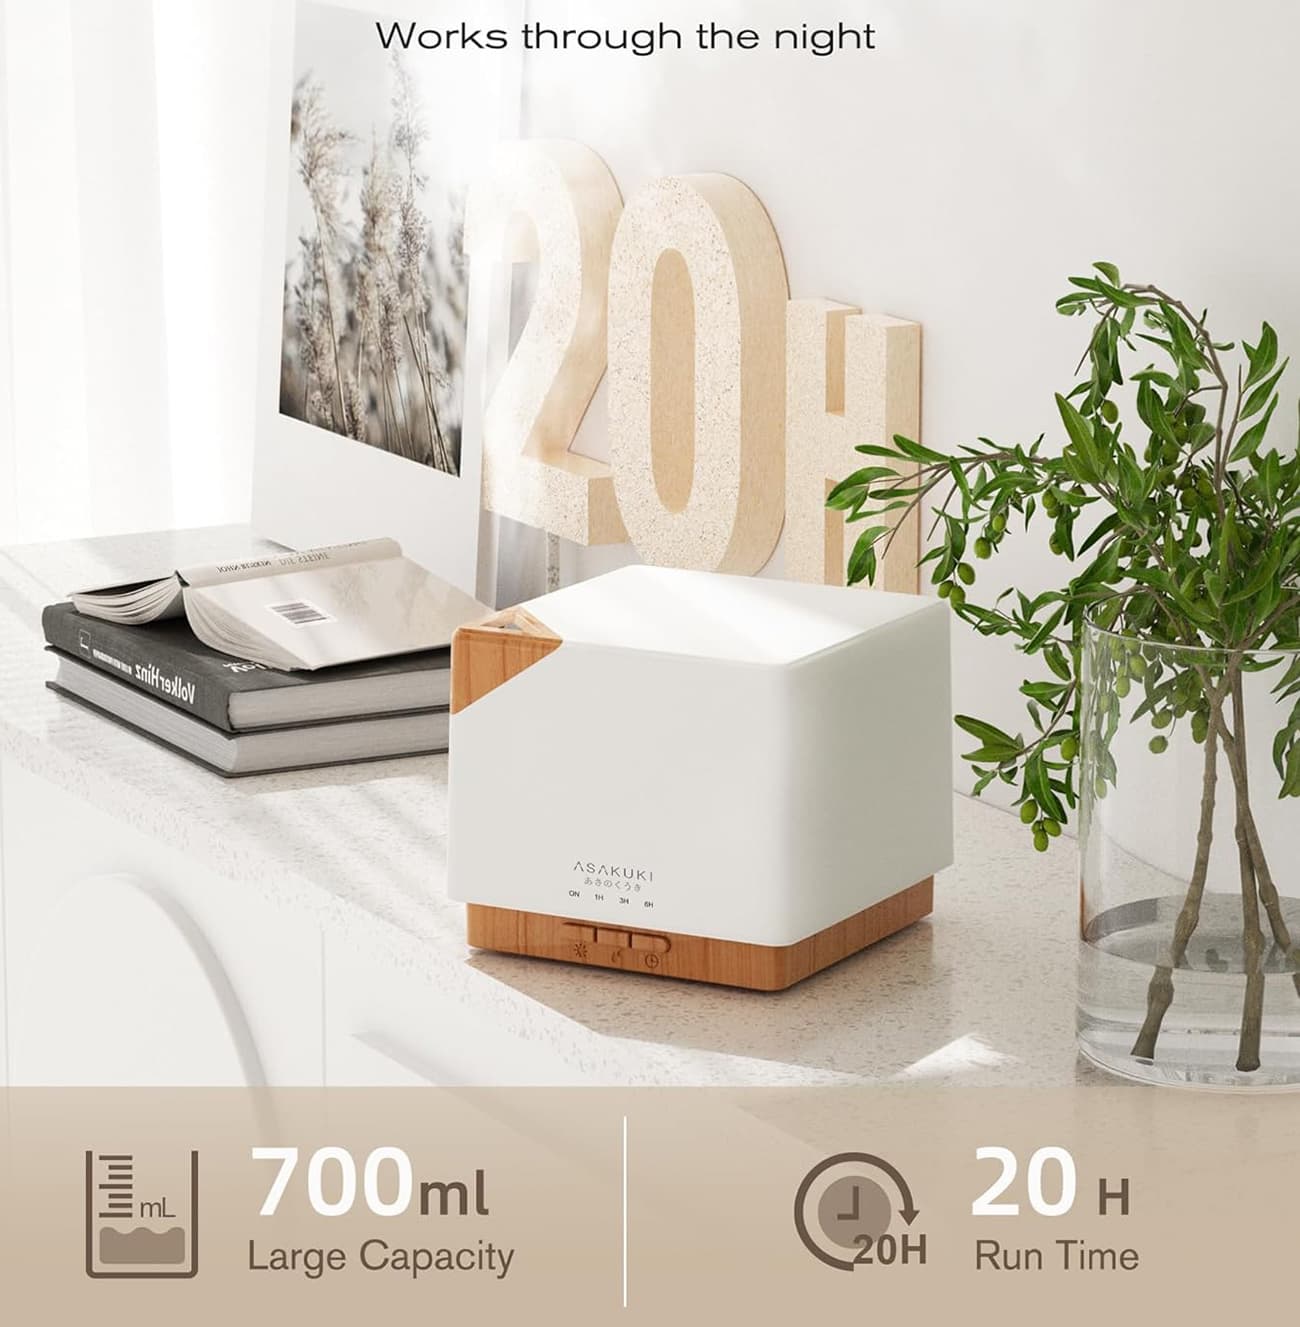 Works through the night
20H
VolkerHinz
ASAKUKI
あさのくうき
ON 1H 3H 6H
mL
700ml
Large Capacity
20H
20 H
Run Time